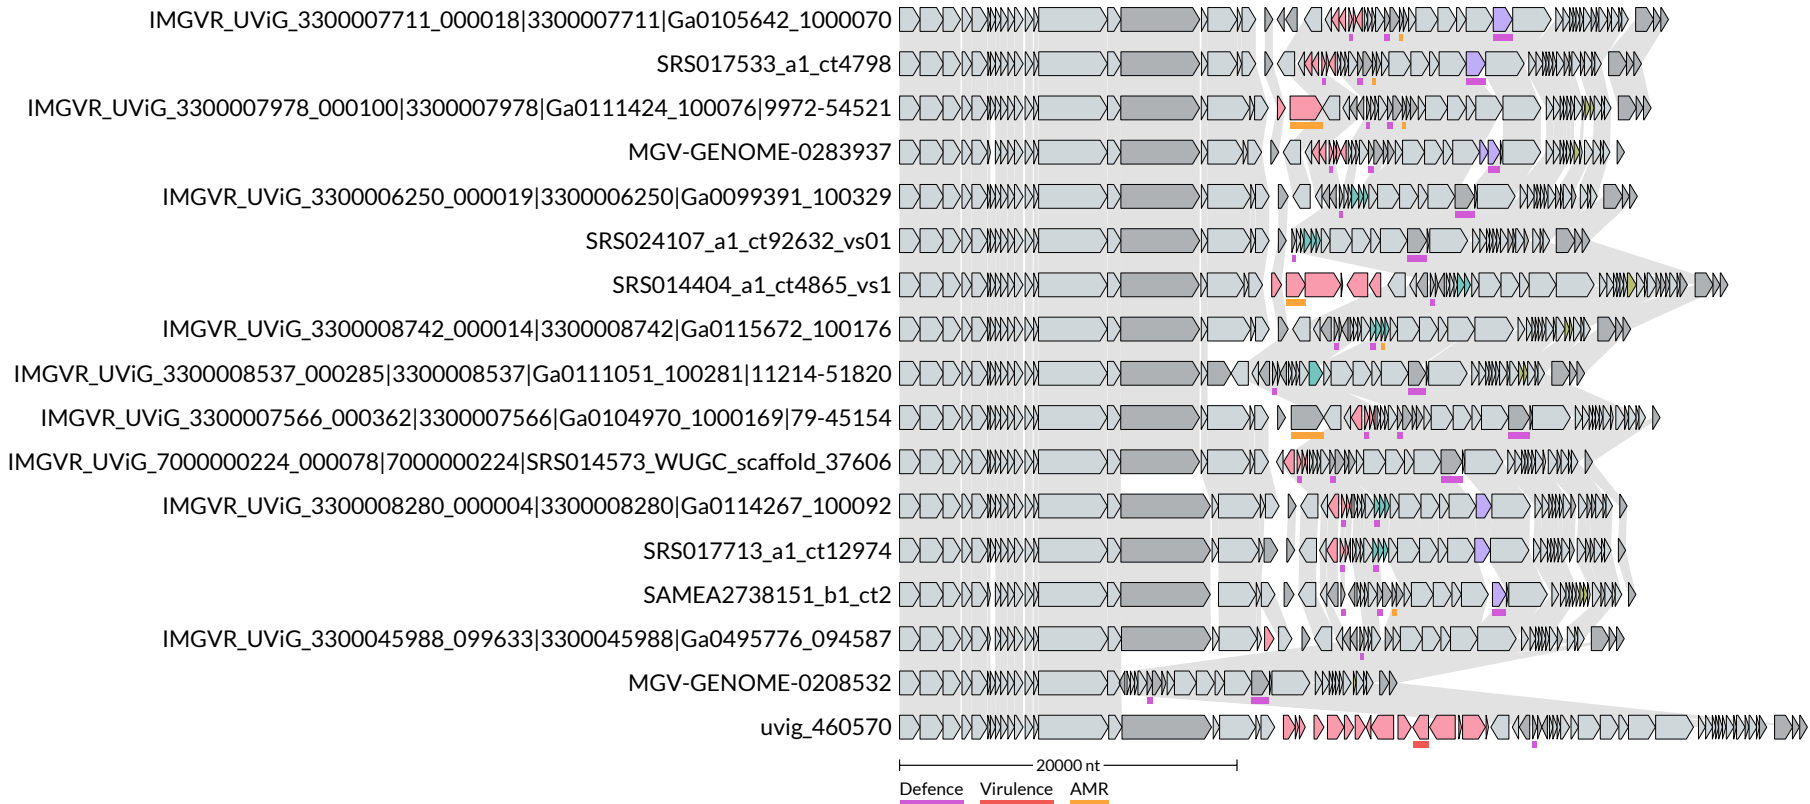 IMGVR_UViG_3300007711_000018|3300007711|Ga0105642_1000070
SRS017533_a1_ct4798
IMGVR_UViG_3300007978_000100|3300007978|Ga0111424_100076|9972-54521
MGV-GENOME-0283937
IMGVR_UViG_3300006250_000019|3300006250|Ga0099391_100329
SRS024107_a1_ct92632_vs01
SRS014404_a1_ct4865_vs1
IMGVR_UViG_3300008742_000014|3300008742|Ga0115672_100176
IMGVR_UViG_3300008537_000285|3300008537|Ga0111051_100281|11214-51820
IMGVR_UViG_3300007566_000362|3300007566|Ga0104970_1000169|79-45154
IMGVR_UViG_7000000224_000078|7000000224|SRS014573_WUGC_scaffold_37606
IMGVR_UViG_3300008280_000004|3300008280|Ga0114267_100092
SRS017713_a1_ct12974
SAMEA2738151_b1_ct2
IMGVR_UViG_3300045988_099633|3300045988|Ga0495776_094587
MGV-GENOME-0208532
uvig_460570
20000 nt
Defence Virulence AMR